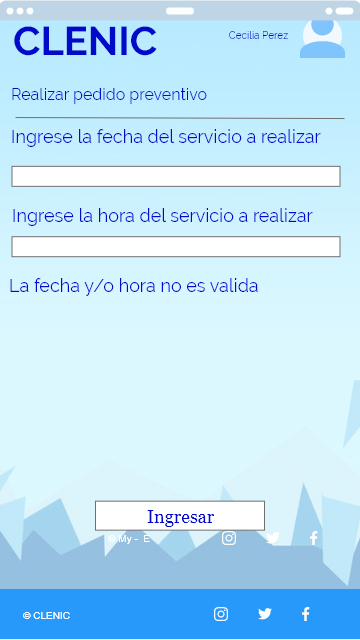 CLENIC
Cecilia Perez
Realizar pedido preventivo
Ingrese la fecha del servicio a realizar
Ingrese la hora del servicio a realizar
La fecha y/o hora no es valida
Ingresar
© My - E
© CLENIC